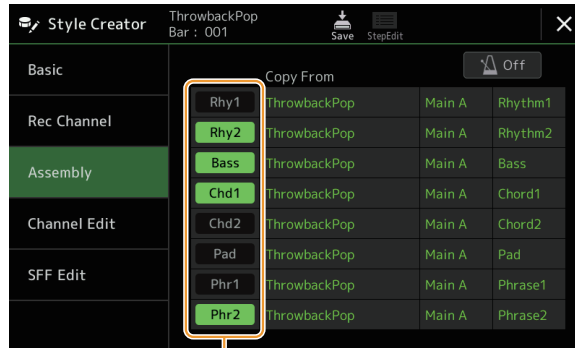 Style Creator
ThrowbackPop
Bar : 001
Save
StepEdit
Basic
Rec Channel
Assembly
Channel Edit
SFF Edit
Copy From
Off
Rhy1 ThrowbackPop Main A Rhythm1
Rhy2 ThrowbackPop Main A Rhythm2
Bass ThrowbackPop Main A Bass
Chd1 ThrowbackPop Main A Chord1
Chd2 ThrowbackPop Main A Chord2
Pad ThrowbackPop Main A Pad
Phr1 ThrowbackPop Main A Phrase1
Phr2 ThrowbackPop Main A Phrase2